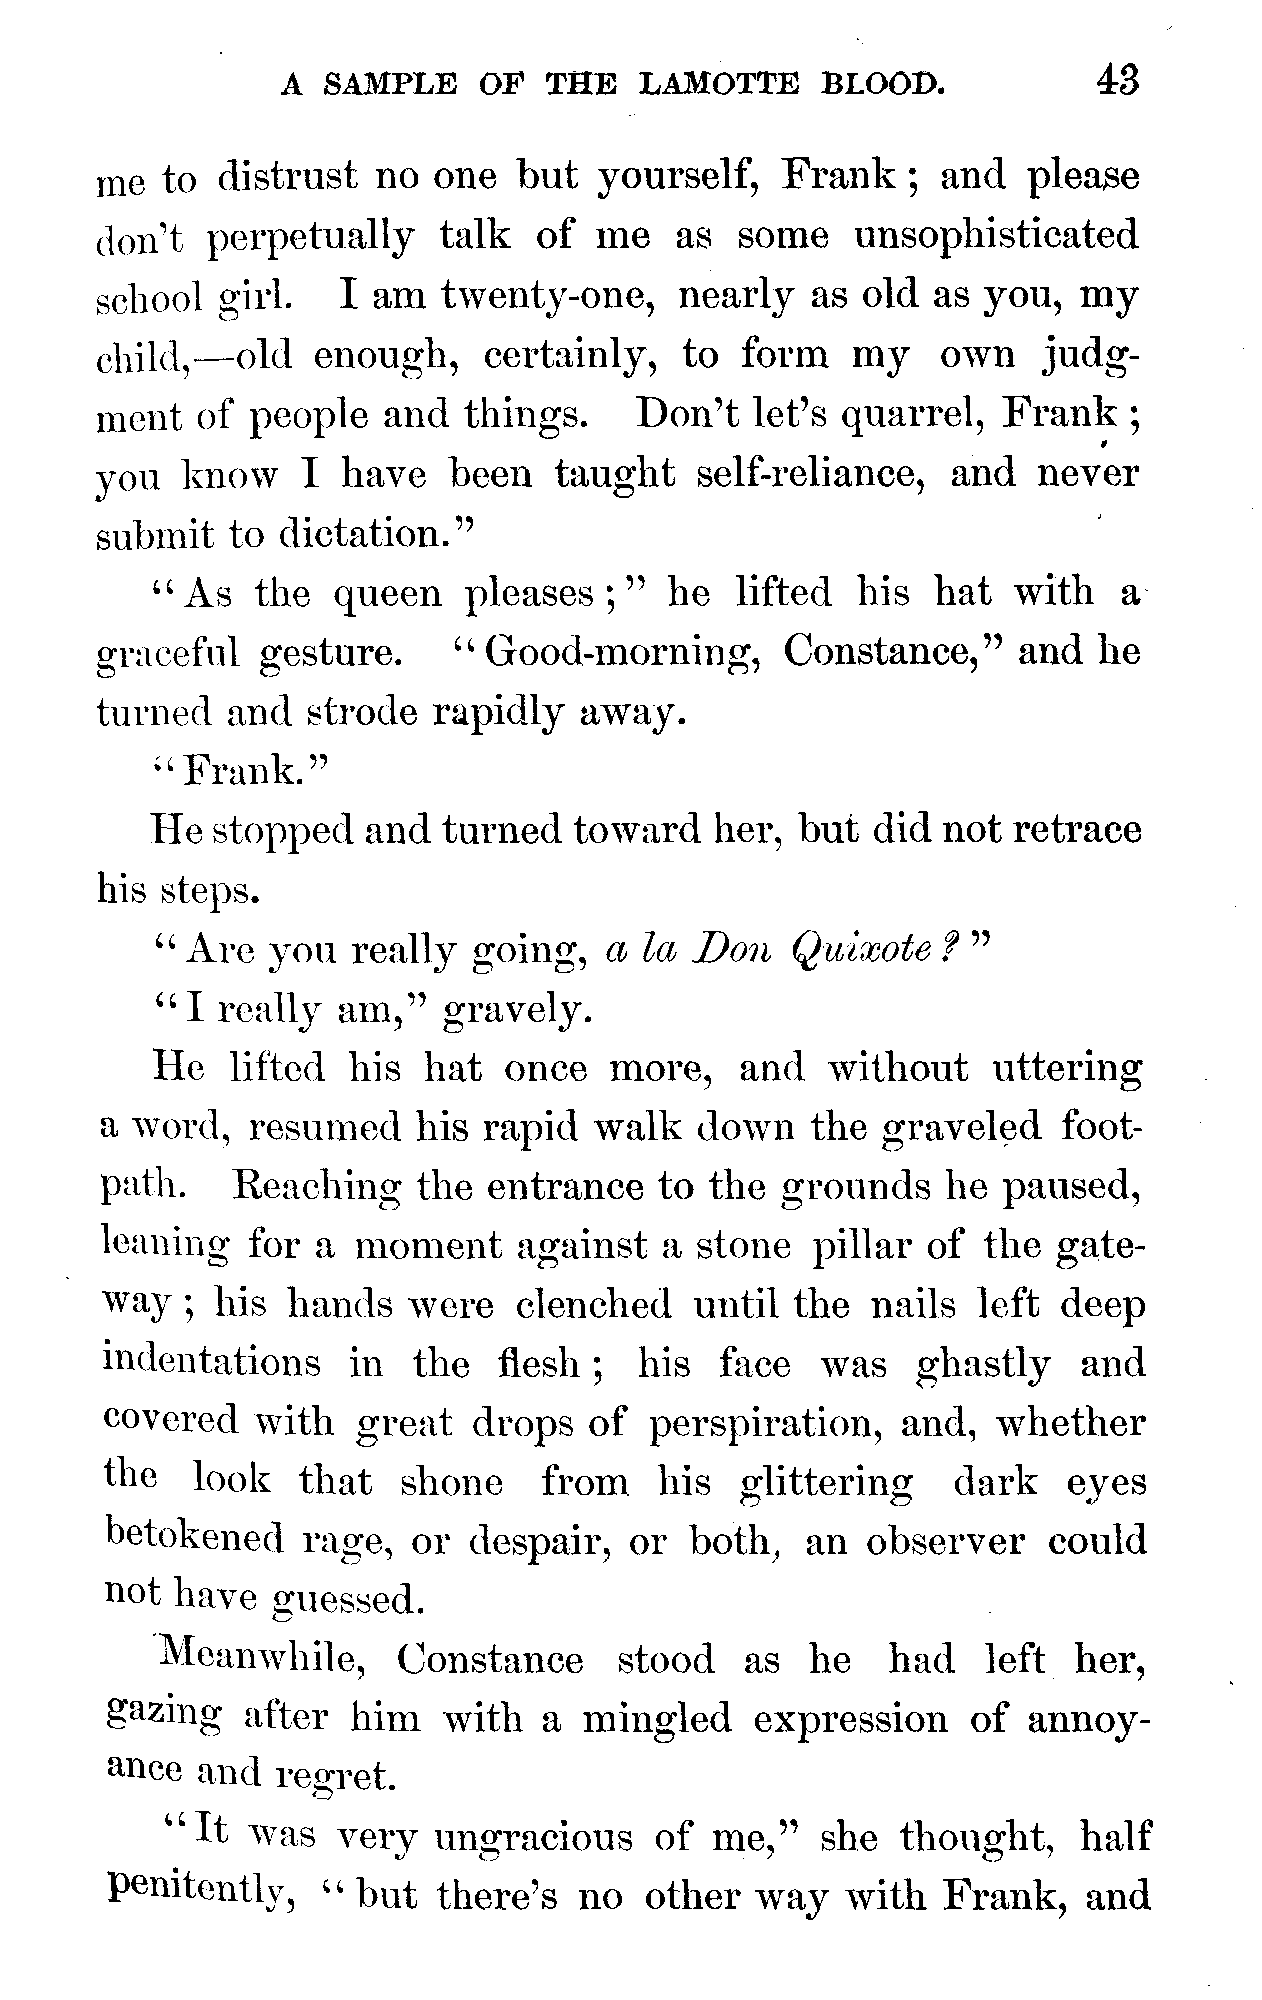 A SAMPLE OF THE LAMOTTE BLOOD. 43
me to distrust no one but yourself, Frank ; and please
don't perpetually talk of me as some unsophisticated
school girl. I am twenty-one, nearly as old as you, my
child,—old enough, certainly, to form my own judg-
ment of people and things. Don't let's quarrel, Frank ;
you know I have been taught self-reliance, and never
submit to dictation."
"As the queen pleases ;" he lifted his hat with a
graceful gesture. "Good-morning, Constance," and he
turned and strode rapidly away.
"Frank."
He stopped and turned toward her, but did not retrace
his steps.
"Are you really going, a la Don Quixote ?"
"I really am," gravely.
He lifted his hat once more, and without uttering
a word, resumed his rapid walk down the graveled foot-
path. Reaching the entrance to the grounds he paused,
leaning for a moment against a stone pillar of the gate-
way ; his hands were clenched until the nails left deep
indentations in the flesh ; his face was ghastly and
covered with great drops of perspiration, and, whether
the look that shone from his glittering dark eyes
betokened rage, or despair, or both, an observer could
not have guessed.
Meanwhile, Constance stood as he had left her,
gazing after him with a mingled expression of annoy-
ance and regret.
"It was very ungracious of me," she thought, half
penitently, "but there's no other way with Frank, and